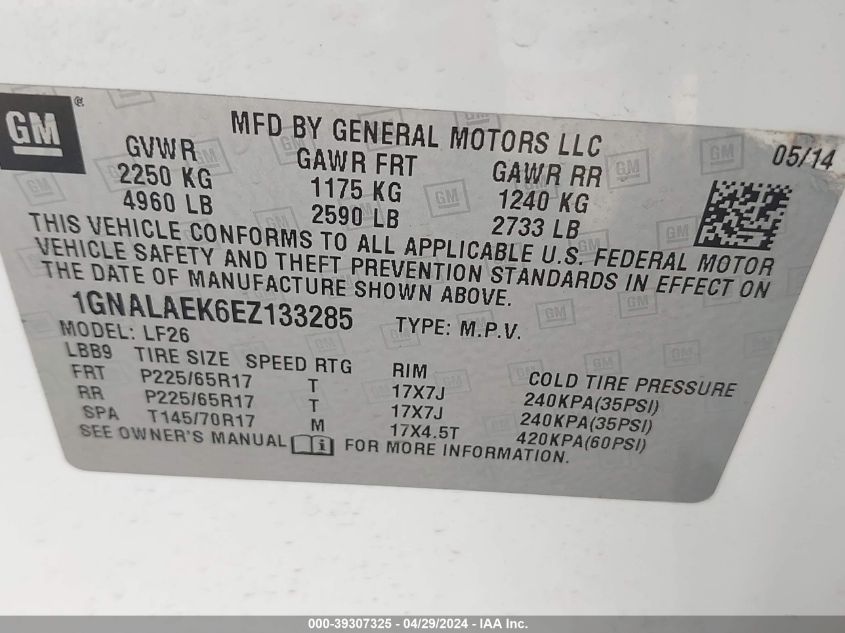 GM ®
MFD BY GENERAL MOTORS LLC
05/14
GVWR GAWR FRT GAWR RR
2250 KG 1175 KG 1240 KG
4960 LB 2590 LB 2733 LB
THIS VEHICLE CONFORMS TO ALL APPLICABLE U.S. FEDERAL MOTOR
VEHICLE SAFETY AND THEFT PREVENTION STANDARDS IN EFFECT ON
THE DATE OF MANUFACTURE SHOWN ABOVE.
1GNALAEK6EZ133285 TYPE: M.P.V.
MODEL: LF26
LBB9 TIRE SIZE SPEED RTG RIM COLD TIRE PRESSURE
FRT P225/65R17 T 17X7J 240KPA(35PSI)
RR P225/65R17 T 17X7J 240KPA(35PSI)
SPA T145/70R17 M 17X4.5T 420KPA(60PSI)
SEE OWNER'S MANUAL i FOR MORE INFORMATION.
000-39307325 - 04/29/2024 - IAA Inc.